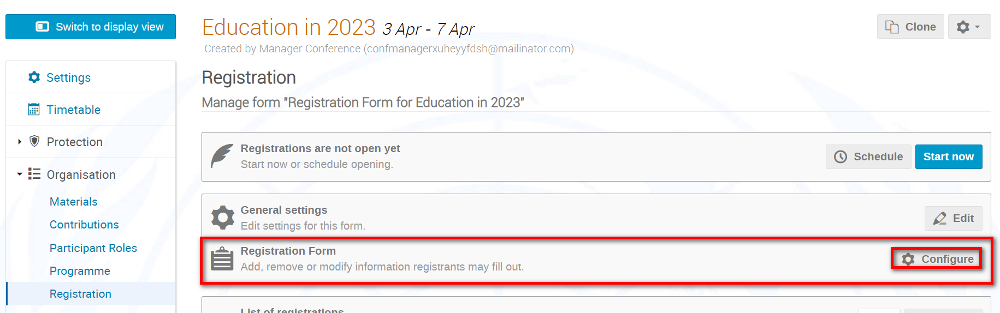 Switch to display view
Education in 2023 3 Apr - 7 Apr
Clone
Created by Manager Conference (confmanagerxuheyyfdsh@mailinator.com)
Settings
Timetable
Protection
Organisation
Materials
Contributions
Participant Roles
Programme
Registration
Registration
Manage form "Registration Form for Education in 2023"
Registrations are not open yet
Start now or schedule opening.
Schedule
Start now
General settings
Edit settings for this form.
Edit
Registration Form
Add, remove or modify information registrants may fill out.
Configure
List of registrations